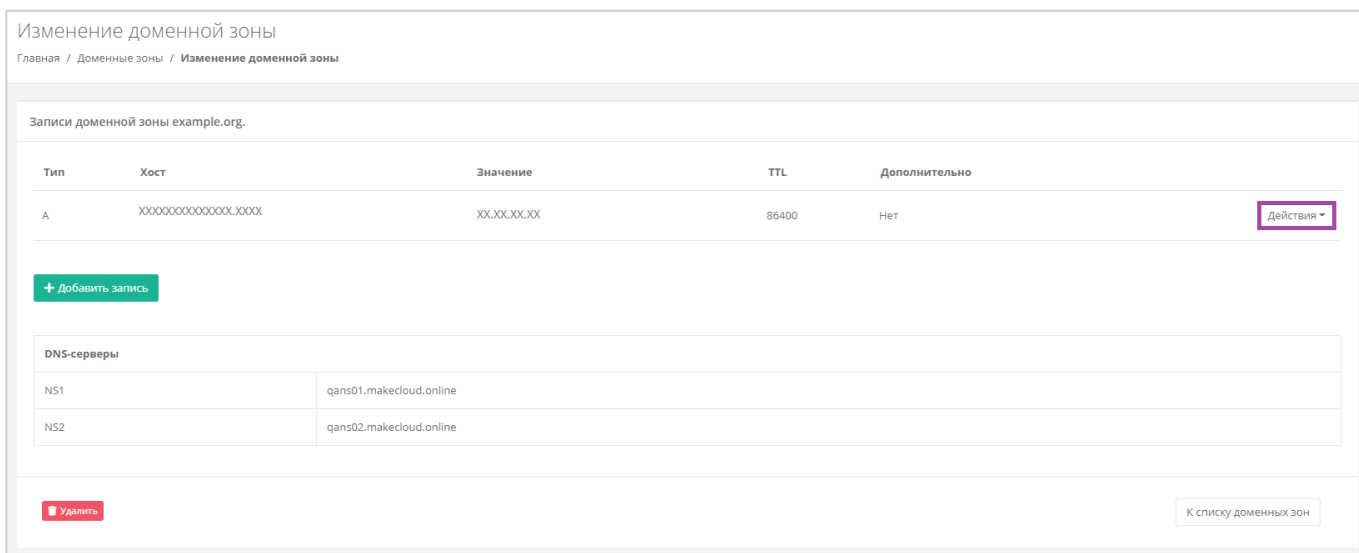 Изменение доменной зоны
Главная / Доменные зоны / Изменение доменной зоны
Записи доменной зоны example.org.
Тип Хост Значение TTL Дополнительно
A XXXXXXXXXXXXXX.XXXX XX.XX.XX.XX 86400 Нет Действия
Добавить запись
DNS-серверы
NS1 qans01.makecloud.online
NS2 qans02.makecloud.online
Удалить К списку доменных зон